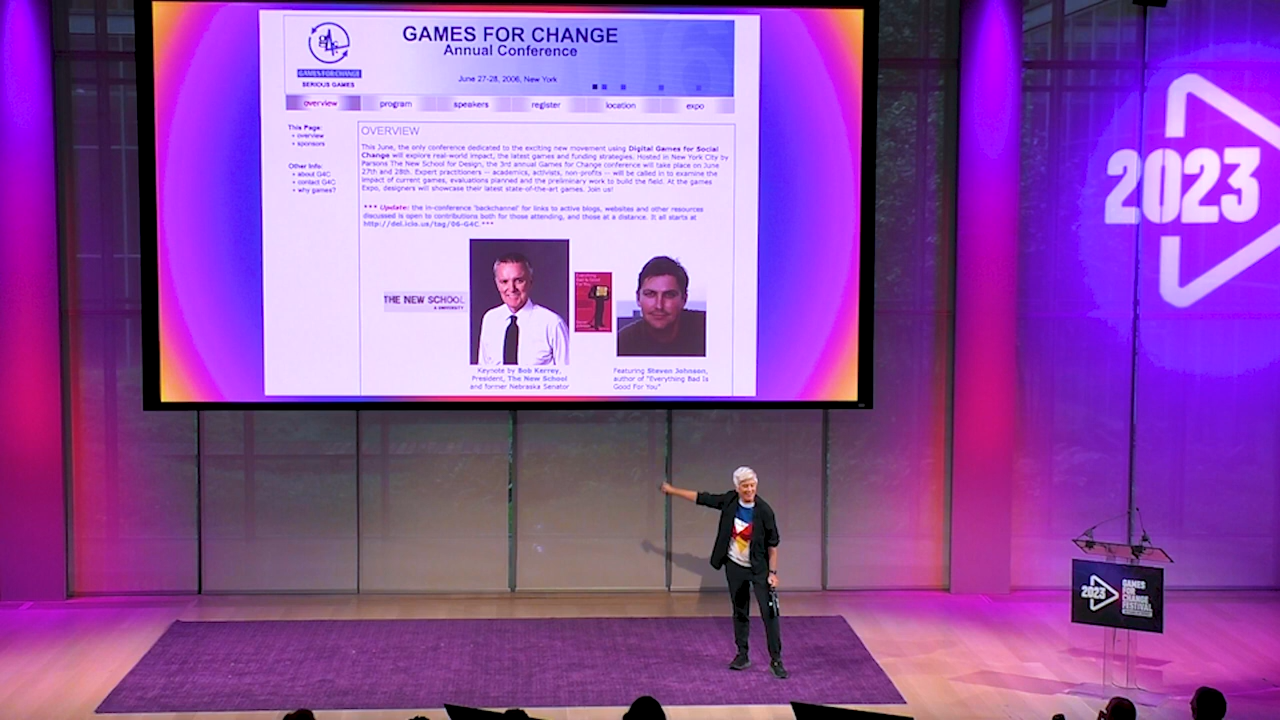 GAMES FOR CHANGE
Annual Conference
June 27-28, 2006, New York
GAMES FOR CHANGE
SERIOUS GAMES
overview program speakers register location expo
This Page:
• overview
• sponsors
Other Info:
• about G4C
• contact G4C
• why games?
OVERVIEW
This June, the only conference dedicated to the exciting new movement using Digital Games for Social
Change will explore real-world impact, the latest games and funding strategies. Hosted in New York City by
Parsons The New School for Design, the 3rd annual Games for Change conference will take place on June
27th and 28th. Expert practitioners -- academics, activists, non-profits -- will be called in to examine the
impact of current games, evaluations planned and the preliminary work to build the field. At the games
Expo, designers will showcase their latest state-of-the-art games. Join us!
*** Update: the in-conference 'backchannel' for links to active blogs, websites and other resources
discussed is open to contributions both for those attending, and those at a distance. It all starts at
http://del.icio.us/tag/06-G4C ***
THE NEW SCHOOL
A UNIVERSITY
Everything
Bad Is Good
For You
Keynote by Bob Kerrey,
President, The New School
and former Nebraska Senator
Featuring Steven Johnson,
author of "Everything Bad Is
Good For You"
2023
2023
GAMES
FOR
CHANGE
FESTIVAL